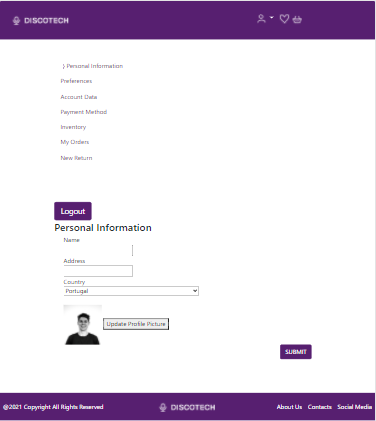 DISCOTECH
Personal Information
Preferences
Account Data
Payment Method
Inventory
My Orders
New Return
Logout
Personal Information
Name
Address
Country
Portugal
Update Profile Picture
SUBMIT
@2021 Copyright All Rights Reserved DISCOTECH About Us Contacts Social Media